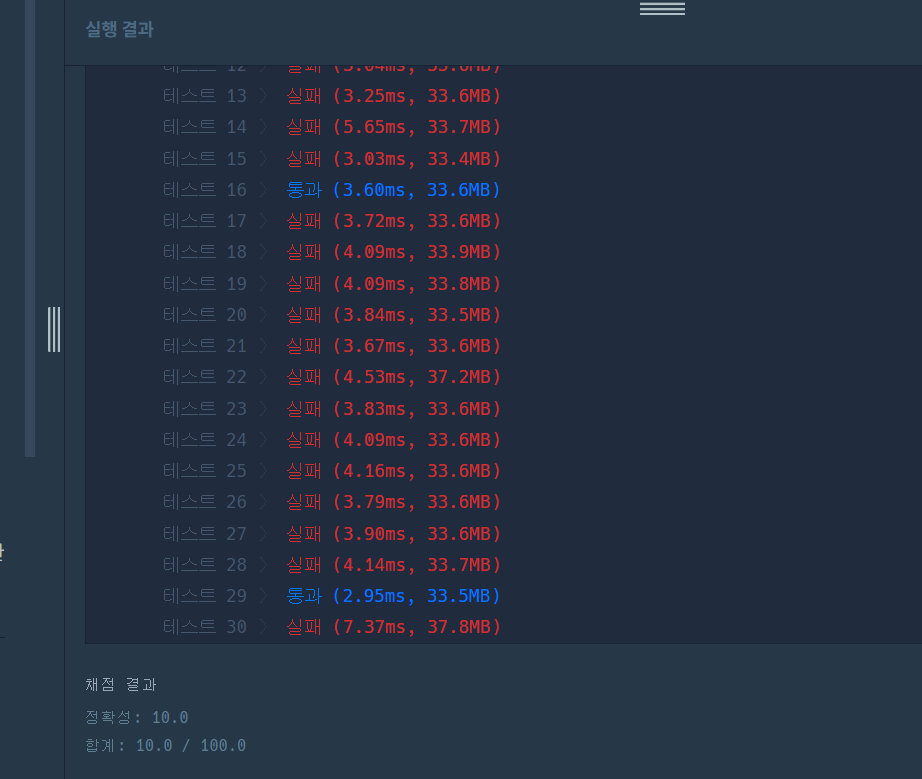 실행 결과
테스트 12 〉 실패 (3.04ms, 33.6MB)
테스트 13 〉 실패 (3.25ms, 33.6MB)
테스트 14 〉 실패 (5.65ms, 33.7MB)
테스트 15 〉 실패 (3.03ms, 33.4MB)
테스트 16 〉 통과 (3.60ms, 33.6MB)
테스트 17 〉 실패 (3.72ms, 33.6MB)
테스트 18 〉 실패 (4.09ms, 33.9MB)
테스트 19 〉 실패 (4.09ms, 33.8MB)
테스트 20 〉 실패 (3.84ms, 33.5MB)
테스트 21 〉 실패 (3.67ms, 33.6MB)
테스트 22 〉 실패 (4.53ms, 37.2MB)
테스트 23 〉 실패 (3.83ms, 33.6MB)
테스트 24 〉 실패 (4.09ms, 33.6MB)
테스트 25 〉 실패 (4.16ms, 33.6MB)
테스트 26 〉 실패 (3.79ms, 33.6MB)
테스트 27 〉 실패 (3.90ms, 33.6MB)
테스트 28 〉 실패 (4.14ms, 33.7MB)
테스트 29 〉 통과 (2.95ms, 33.5MB)
테스트 30 〉 실패 (7.37ms, 37.8MB)
채점 결과
정확성: 10.0
합계: 10.0 / 100.0